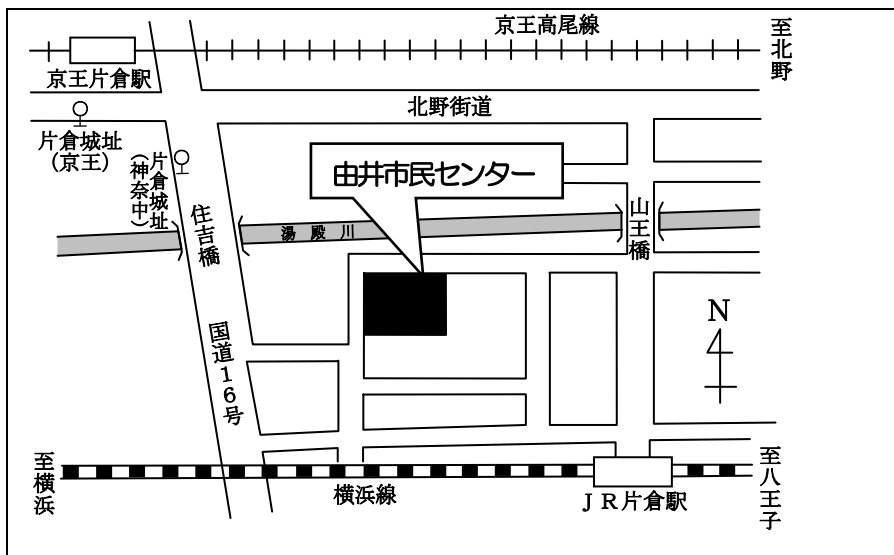 京王高尾線
至北野
京王片倉駅
北野街道
片倉城址
(京王)
片倉城址
(神奈中)
由井市民センター
住吉橋
湯殿川
山王橋
N
国道16号
至横浜
横浜線
JR片倉駅
至八王子